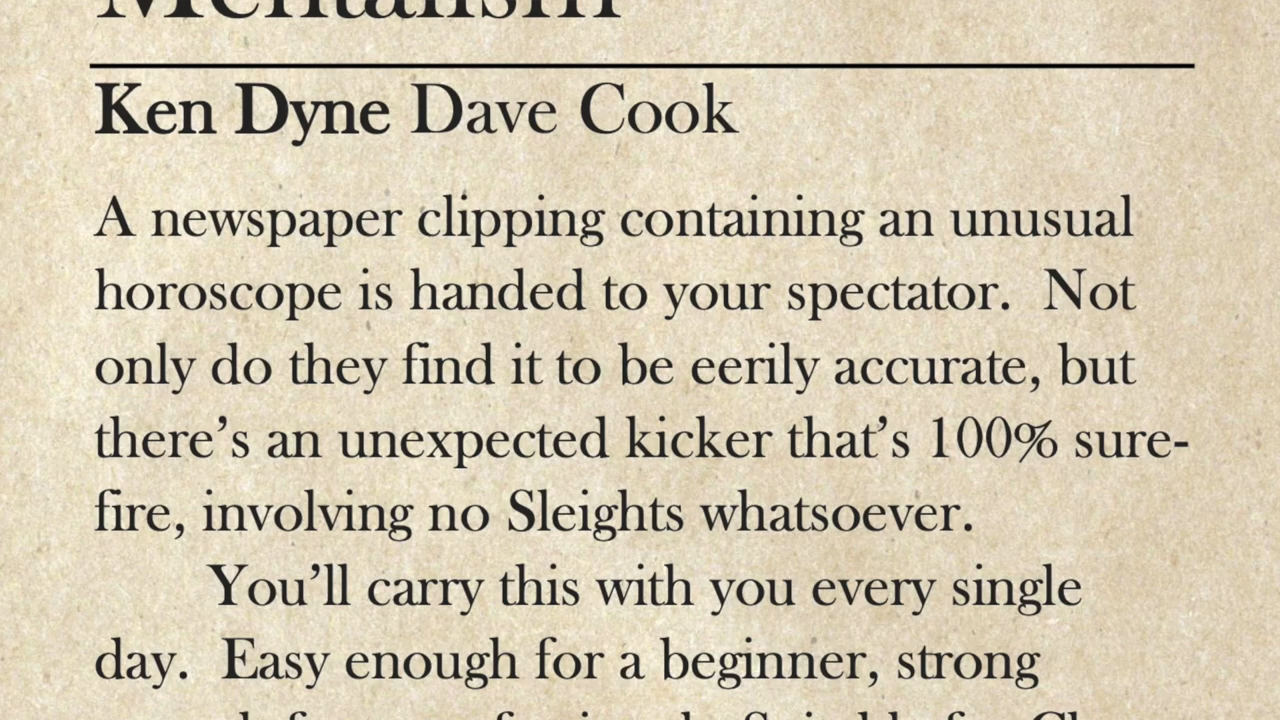 Mentalism
Ken Dyne Dave Cook
A newspaper clipping containing an unusual
horoscope is handed to your spectator. Not
only do they find it to be eerily accurate, but
there's an unexpected kicker that's 100% sure-
fire, involving no Sleights whatsoever.
You'll carry this with you every single
day. Easy enough for a beginner, strong